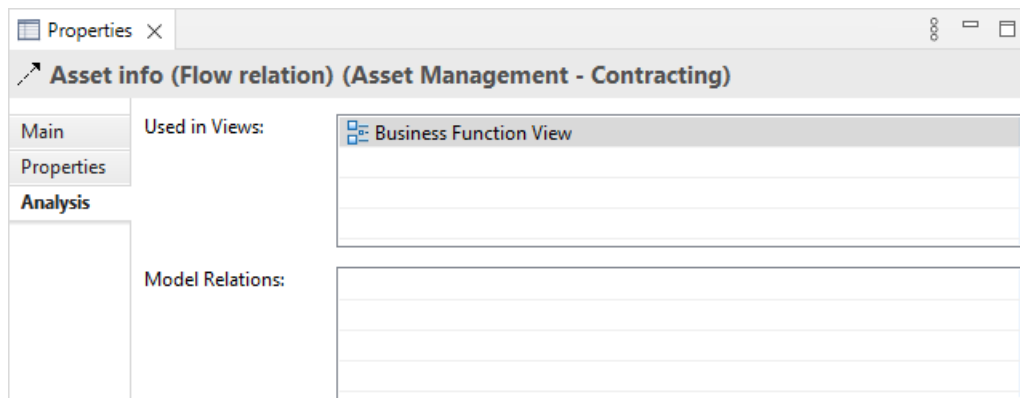 Properties
Asset info (Flow relation) (Asset Management - Contracting)
Main
Used in Views:
Business Function View
Properties
Analysis
Model Relations: